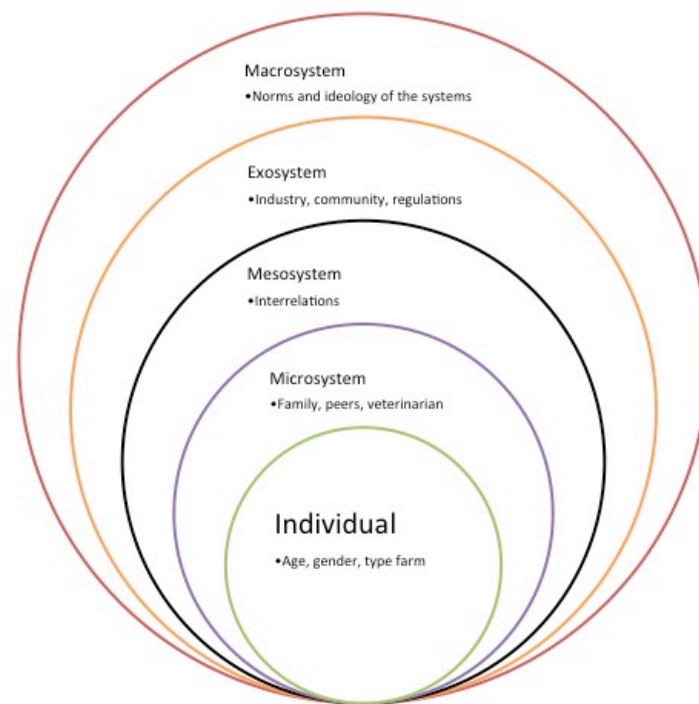 Macrosystem
•Norms and ideology of the systems
Exosystem
•Industry, community, regulations
Mesosystem
•Interrelations
Microsystem
•Family, peers, veterinarian
Individual
•Age, gender, type farm